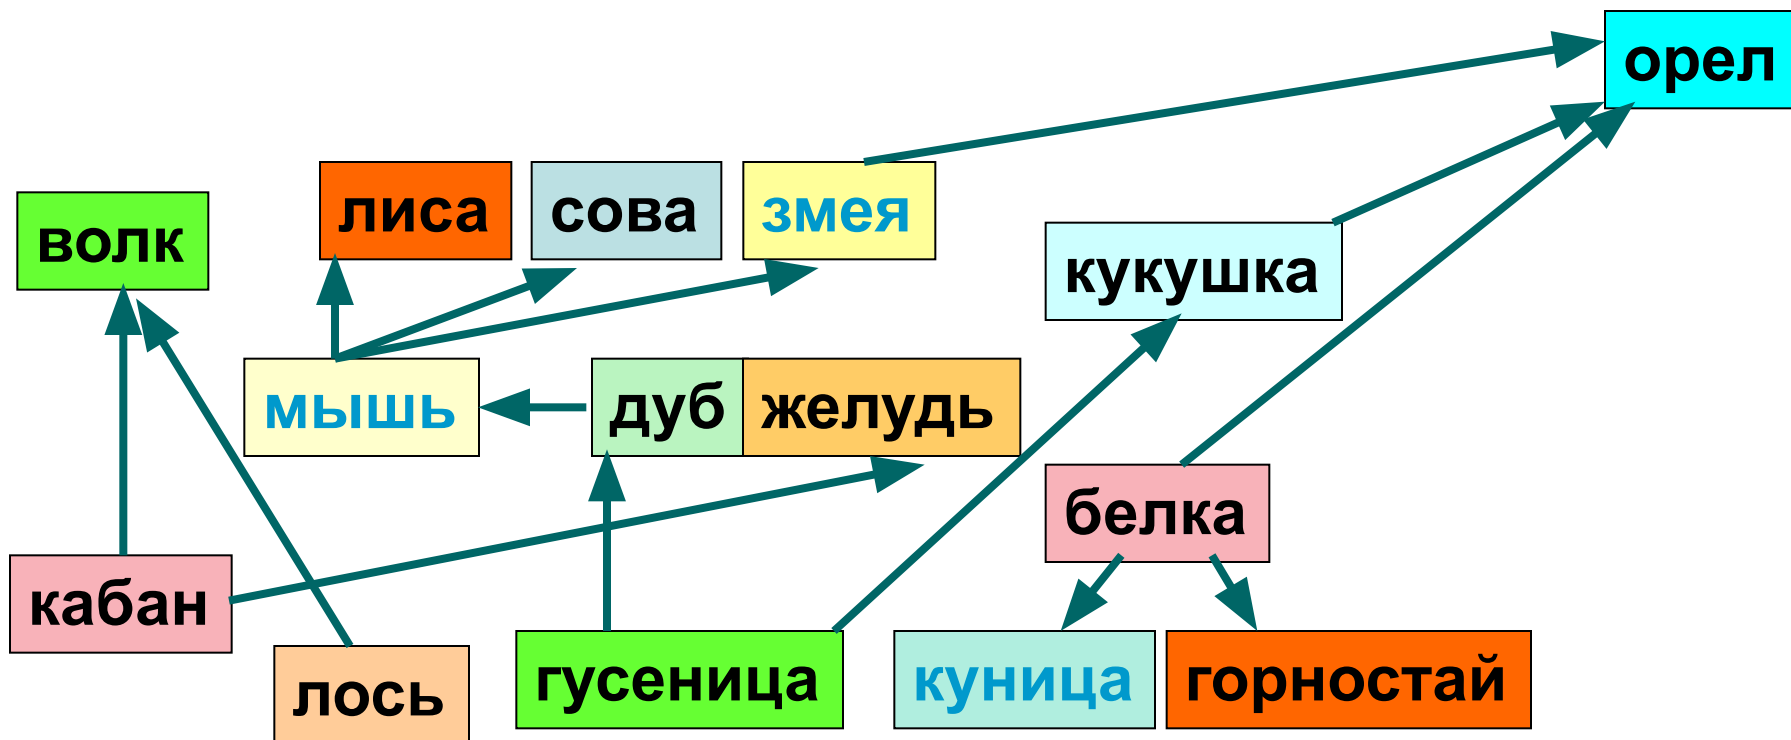 орел
лиса
сова
змея
волк
кукушка
мышь
дуб
желудь
белка
кабан
лось
гусеница
куница
горностай